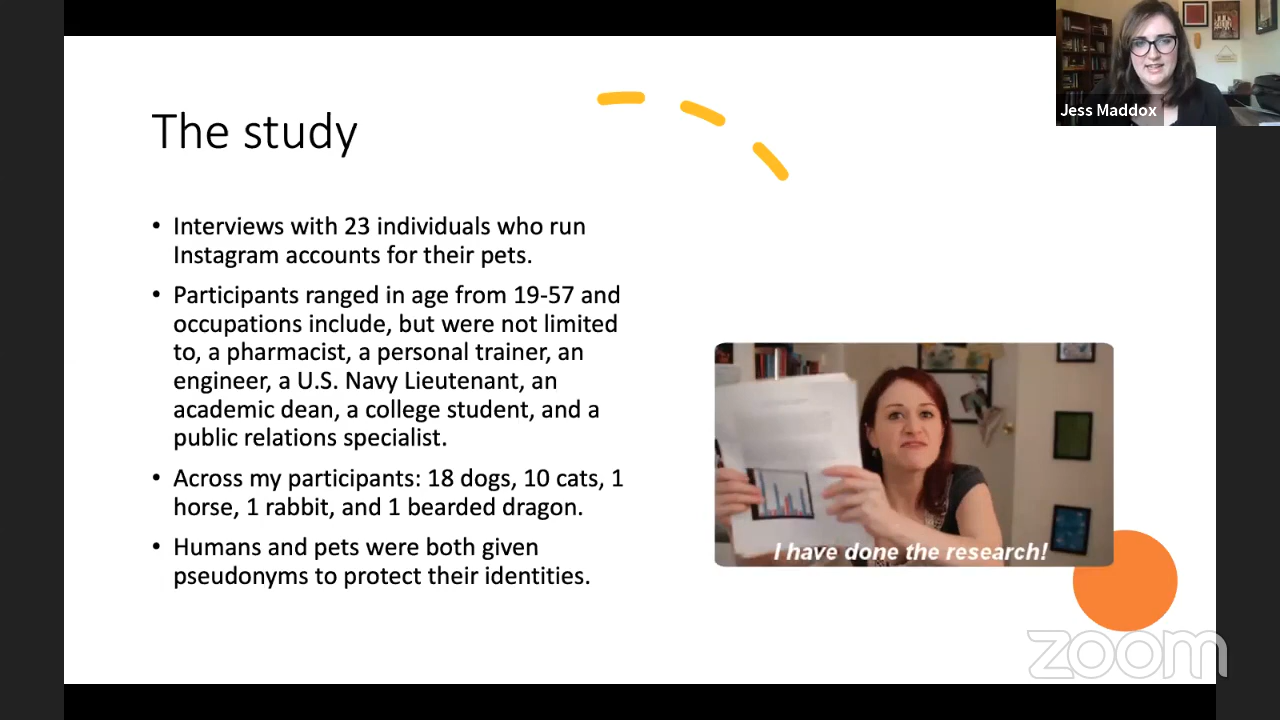 Jess Maddox
The study
• Interviews with 23 individuals who run
Instagram accounts for their pets.
• Participants ranged in age from 19-57 and
occupations include, but were not limited
to, a pharmacist, a personal trainer, an
engineer, a U.S. Navy Lieutenant, an
academic dean, a college student, and a
public relations specialist.
• Across my participants: 18 dogs, 10 cats, 1
horse, 1 rabbit, and 1 bearded dragon.
• Humans and pets were both given
pseudonyms to protect their identities.
I have done the research!
zoom